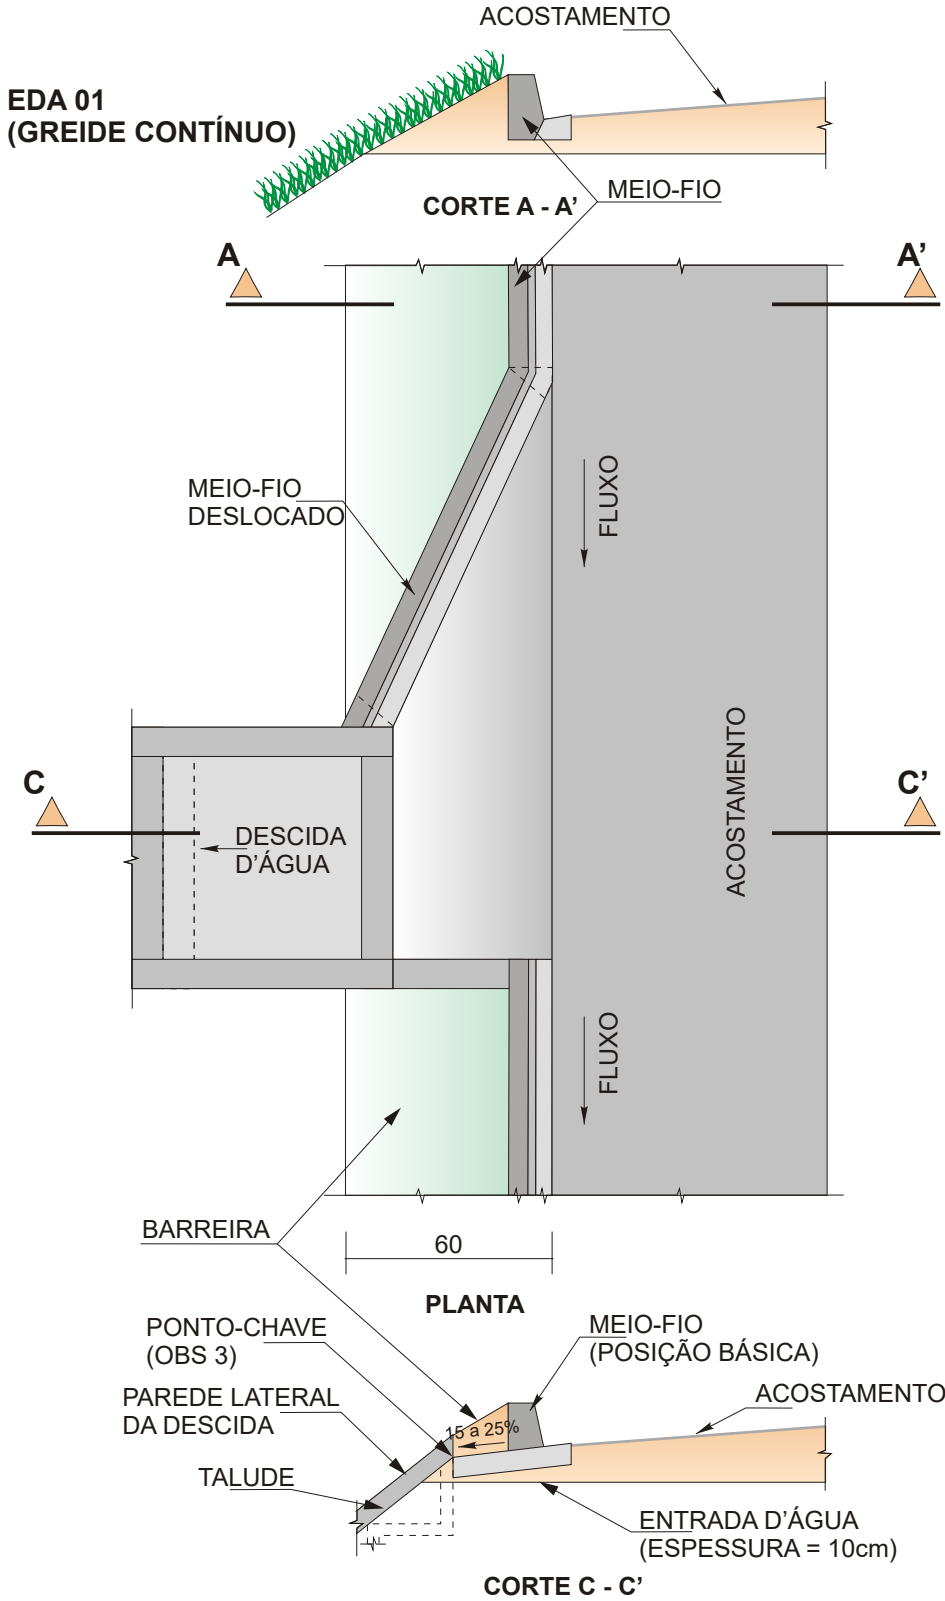 ACOSTAMENTO
EDA 01
(GREIDE CONTÍNUO)
MEIO-FIO
CORTE A - A’
A
A’
MEIO-FIO
DESLOCADO
FLUXO
ACOSTAMENTO
C
C’
DESCIDA
D’ÁGUA
FLUXO
BARREIRA
60
PLANTA
PONTO-CHAVE
(OBS 3)
MEIO-FIO
(POSIÇÃO BÁSICA)
PAREDE LATERAL
DA DESCIDA
ACOSTAMENTO
15 a 25%
TALUDE
ENTRADA D’ÁGUA
(ESPESSURA = 10cm)
CORTE C - C’